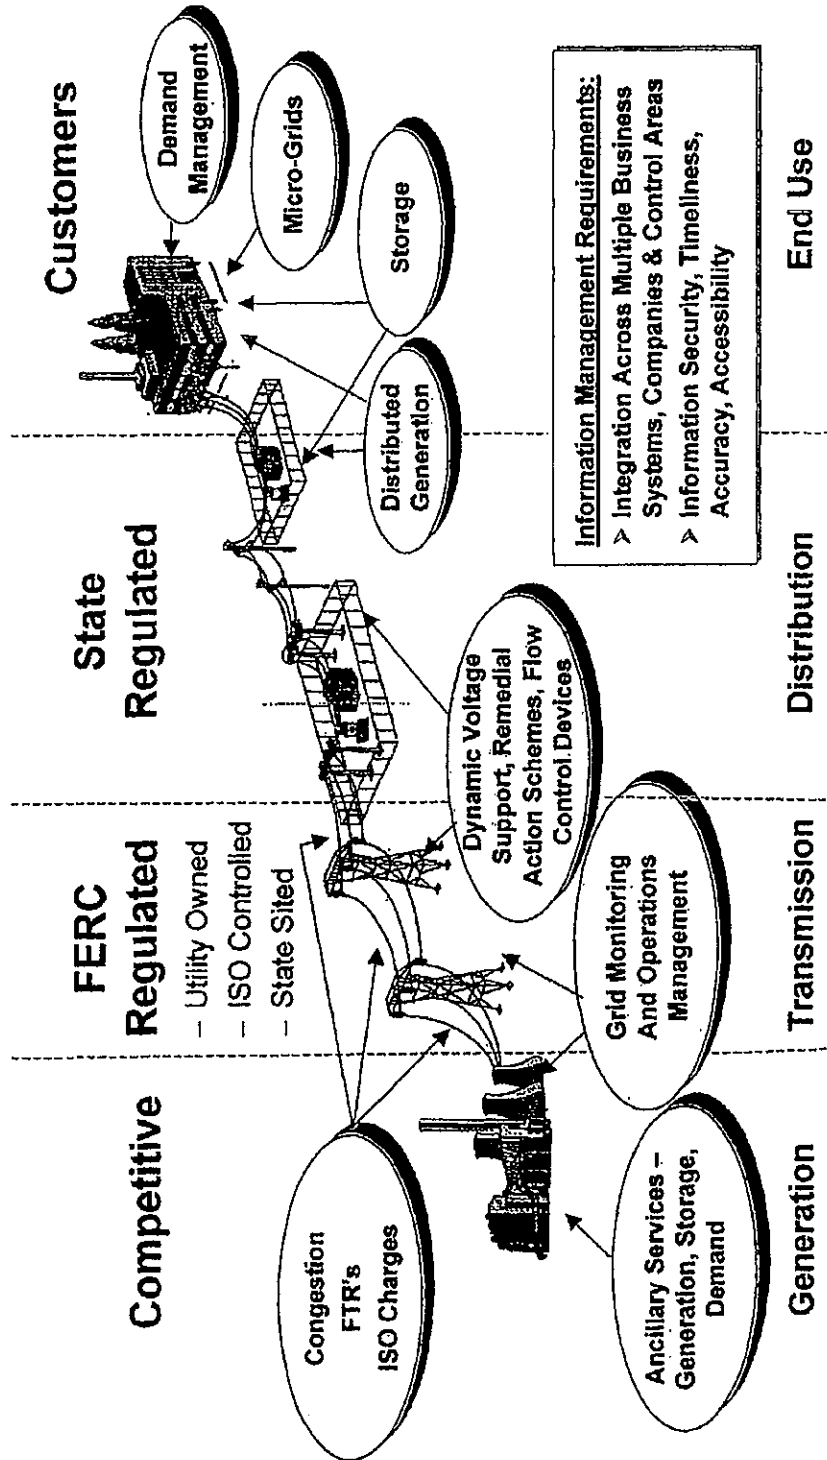 Competitive
FERC
Regulated
– Utility Owned
– ISO Controlled
– State Sited
State
Regulated
Customers
Congestion
FTR's
ISO Charges
Demand
Management
Micro-Grids
Storage
Distributed
Generation
Dynamic Voltage
Support, Remedial
Action Schemes, Flow
Control Devices
Grid Monitoring
And Operations
Management
Ancillary Services –
Generation, Storage,
Demand
Information Management Requirements:
➢ Integration Across Multiple Business
Systems, Companies & Control Areas
➢ Information Security, Timeliness,
Accuracy, Accessibility
Generation
Transmission
Distribution
End Use